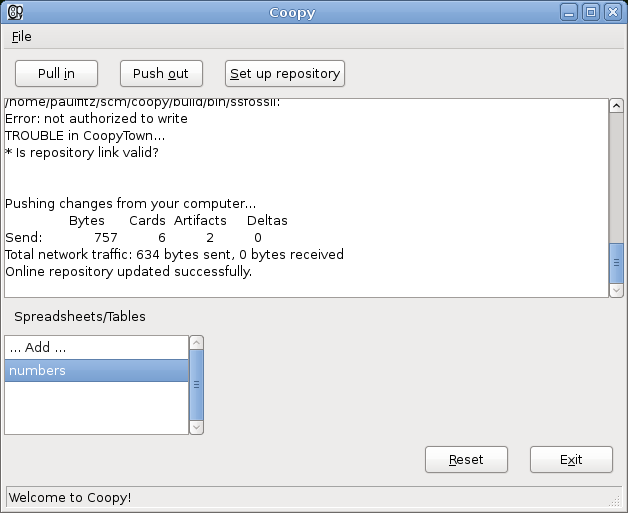 Coopy
File
Pull in Push out Set up repository
/home/paulfitz/scm/coopy/build/bin/ssfossil:
Error: not authorized to write
TROUBLE in CoopyTown...
* Is repository link valid?
Pushing changes from your computer...
Bytes Cards Artifacts Deltas
Send: 757 6 2 0
Total network traffic: 634 bytes sent, 0 bytes received
Online repository updated successfully.
Spreadsheets/Tables
... Add ...
numbers
Reset Exit
Welcome to Coopy!